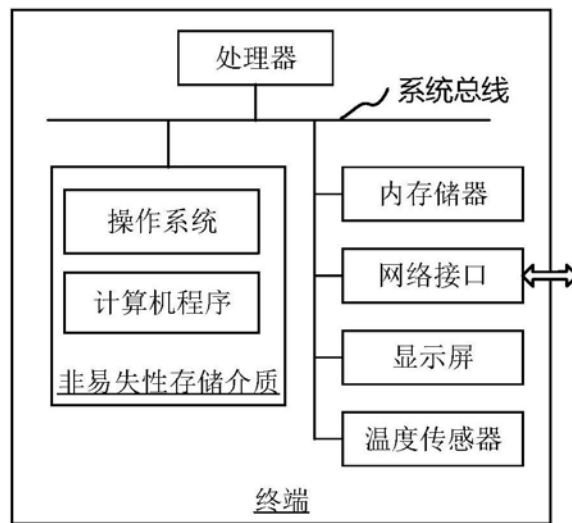 处理器
系统总线
操作系统
计算机程序
非易失性存储介质
内存储器
网络接口
显示屏
温度传感器
终端